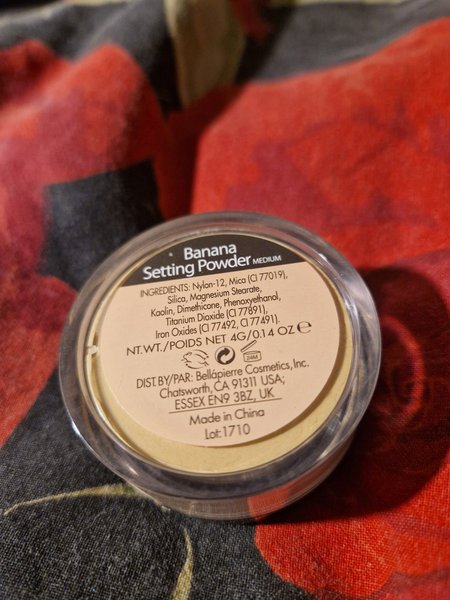 Banana
Setting Powder MEDIUM
INGREDIENTS: Nylon-12, Mica (CI 77019),
Silica, Magnesium Stearate,
Kaolin, Dimethicone, Phenoxyethanol,
Titanium Dioxide (CI 77891),
Iron Oxides (CI 77492, CI 77491).
NT.WT./POIDS NET 4G/0.14 OZ ℮
24M
DIST BY/PAR: Bellápierre Cosmetics, Inc.
Chatsworth, CA 91311 USA;
ESSEX EN9 3BZ, UK
Made in China
Lot:1710